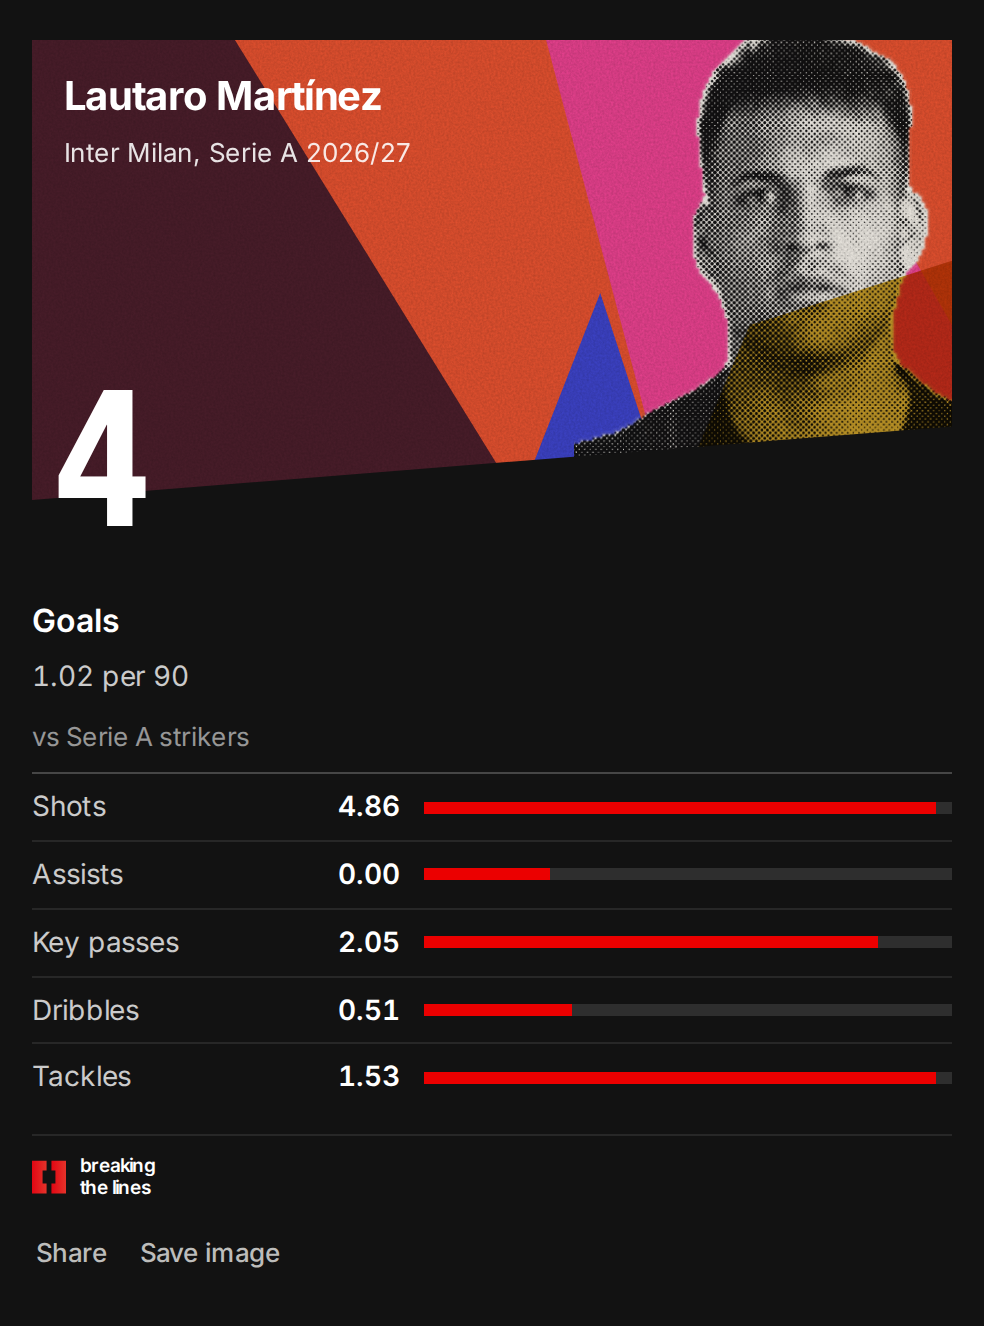 Lautaro Martínez
Inter Milan, Serie A 2026/27
4
Goals
1.02 per 90
vs Serie A strikers
Shots 4.86
Assists 0.00
Key passes 2.05
Dribbles 0.51
Tackles 1.53
breaking
the lines
Share Save image